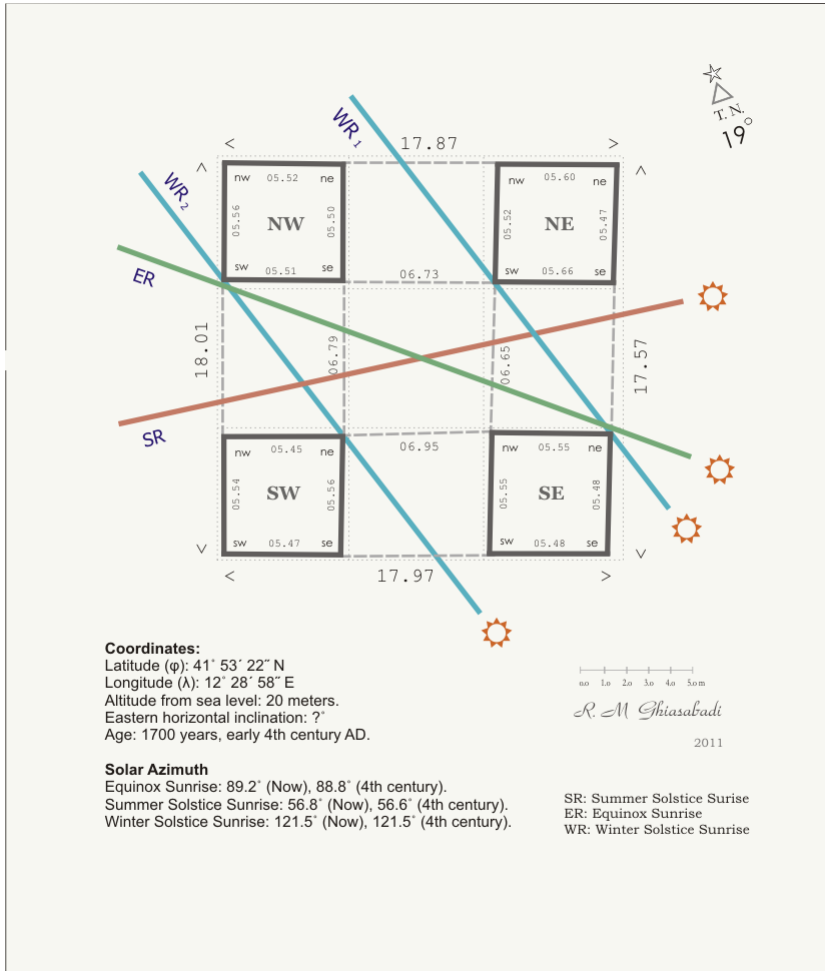 T. N.
19°
WR1
17.87
WR2
nw 05.52 ne
05.56
05.50
NW
sw 05.51 se
nw 05.60 ne
05.52
05.47
NE
sw 05.66 se
ER
06.73
18.01
06.79
06.65
17.57
SR
06.95
nw 05.45 ne
05.54
05.56
SW
sw 05.47 se
nw 05.55 ne
05.55
05.48
SE
sw 05.48 se
17.97
Coordinates:
Latitude (φ): 41° 53´ 22˝ N
Longitude (λ): 12° 28´ 58˝ E
Altitude from sea level: 20 meters.
Eastern horizontal inclination: ?°
Age: 1700 years, early 4th century AD.
0.0 1.0 2.0 3.0 4.0 5.0 m
R. M Ghiasabadi
2011
Solar Azimuth
Equinox Sunrise: 89.2° (Now), 88.8° (4th century).
Summer Solstice Sunrise: 56.8° (Now), 56.6° (4th century).
Winter Solstice Sunrise: 121.5° (Now), 121.5° (4th century).
SR: Summer Solstice Surise
ER: Equinox Sunrise
WR: Winter Solstice Sunrise